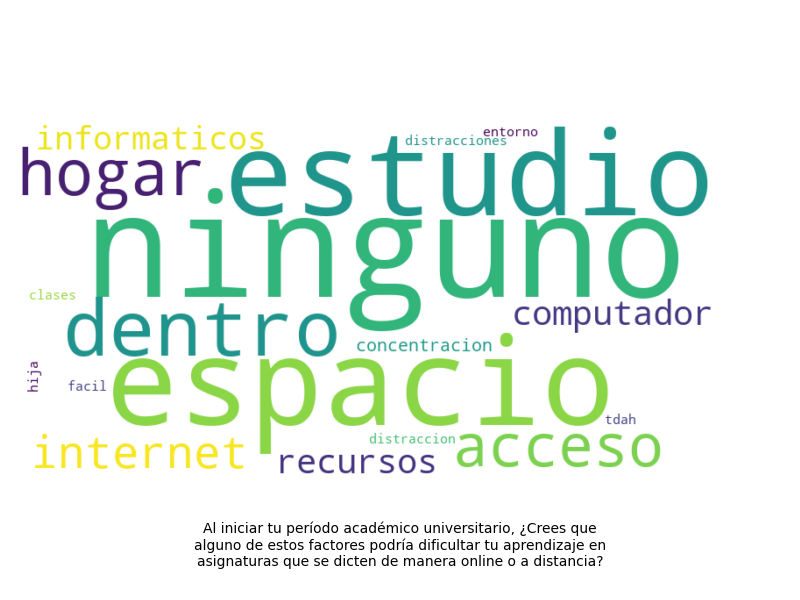 informaticos
distracciones
entorno
hogar
estudio
ninguno
clases
dentro
computador
concentracion
hija
facil
espacio
tdah
internet
recursos
distraccion
acceso
Al iniciar tu período académico universitario, ¿Crees que
alguno de estos factores podría dificultar tu aprendizaje en
asignaturas que se dicten de manera online o a distancia?